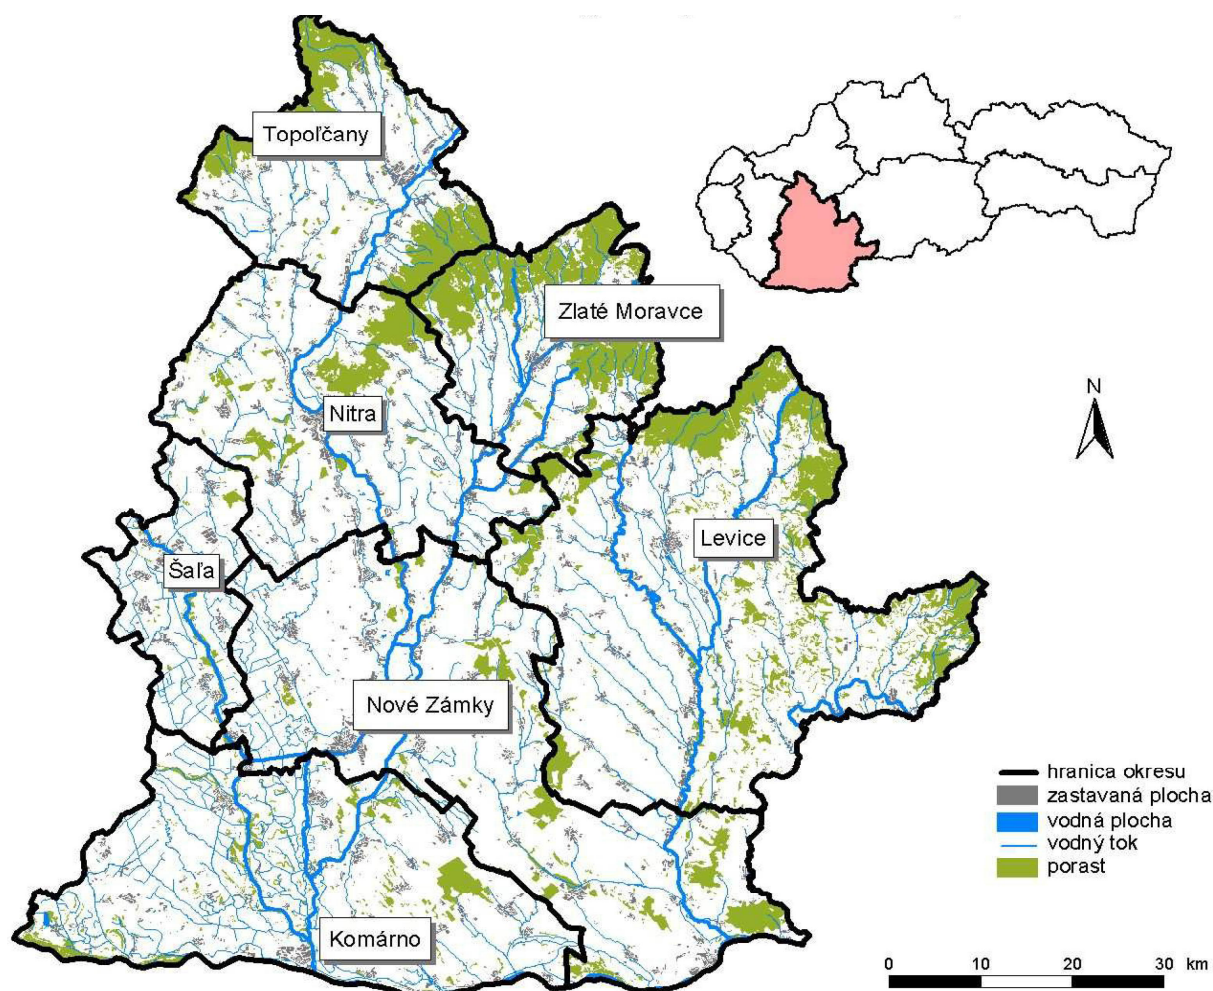 Topoľčany
Zlaté Moravce
Nitra
N
Levice
Šaľa
Nové Zámky
hranica okresu
zastavaná plocha
vodná plocha
vodný tok
porast
Komárno
0 10 20 30 km